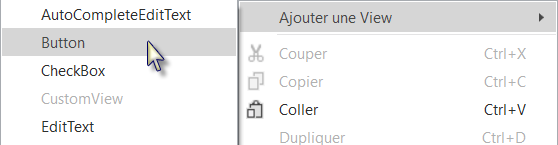 AutoCompleteEditText
Button
CheckBox
CustomView
EditText
Ajouter une View
Couper Ctrl+X
Copier Ctrl+C
Coller Ctrl+V
Dupliquer Ctrl+D